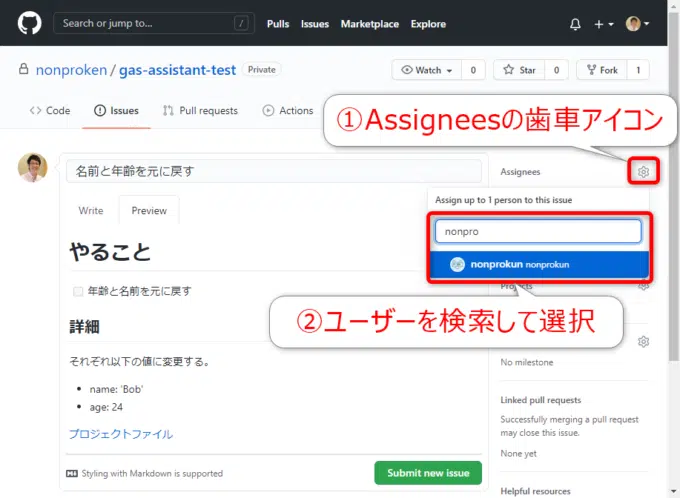 Search or jump to...
/
Pulls
Issues
Marketplace
Explore
nonproken / gas-assistant-test
Private
Watch
0
Star
0
Fork
1
Code
Issues
Pull requests
Actions
①Assigneesの歯車アイコン
名前と年齢を元に戻す
Assignees
Write
Preview
Assign up to 1 person to this issue
nonpro
nonprokun nonprokun
やること
年齢と名前を元に戻す
Projects
②ユーザーを検索して選択
詳細
それぞれ以下の値に変更する。
No milestone
name: 'Bob'
age: 24
Linked pull requests
Successfully merging a pull request
may close this issue.
プロジェクトファイル
None yet
Styling with Markdown is supported
Submit new issue
Helpful resources